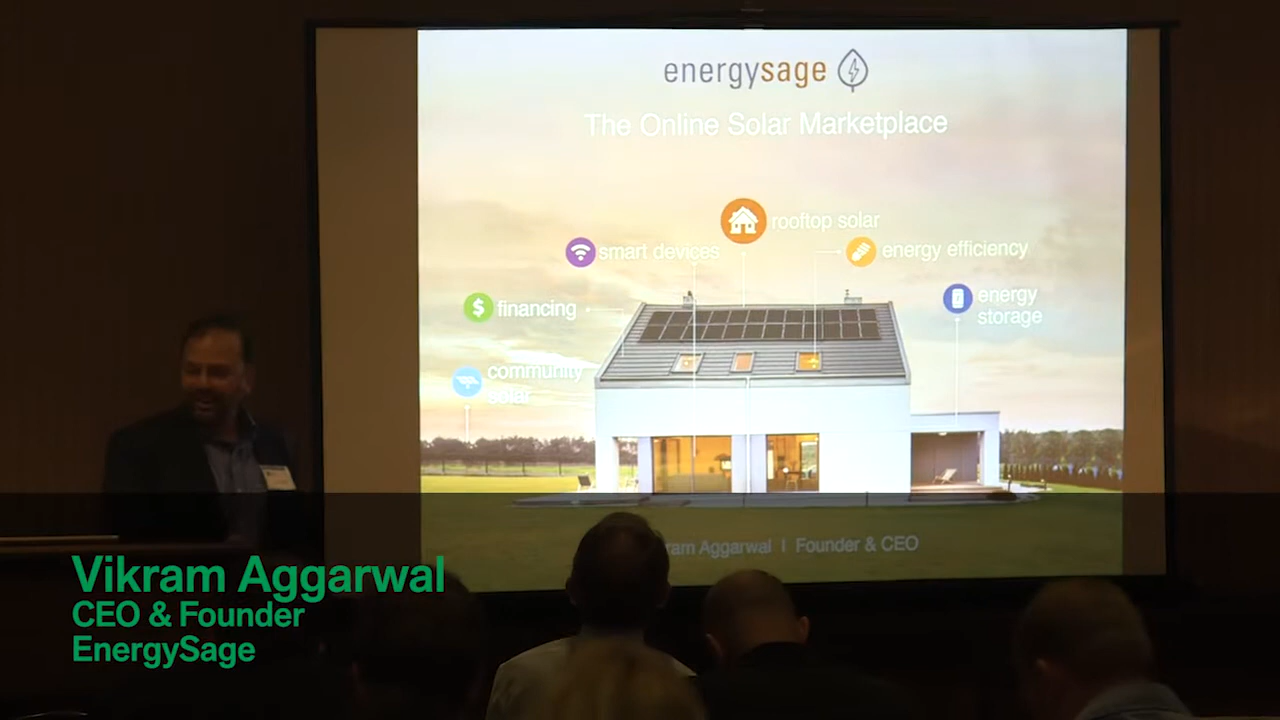 energysage
The Online Solar Marketplace
rooftop solar
smart devices
energy efficiency
financing
energy
storage
community
solar
Aggarwal | Founder & CEO
Vikram Aggarwal
CEO & Founder
EnergySage